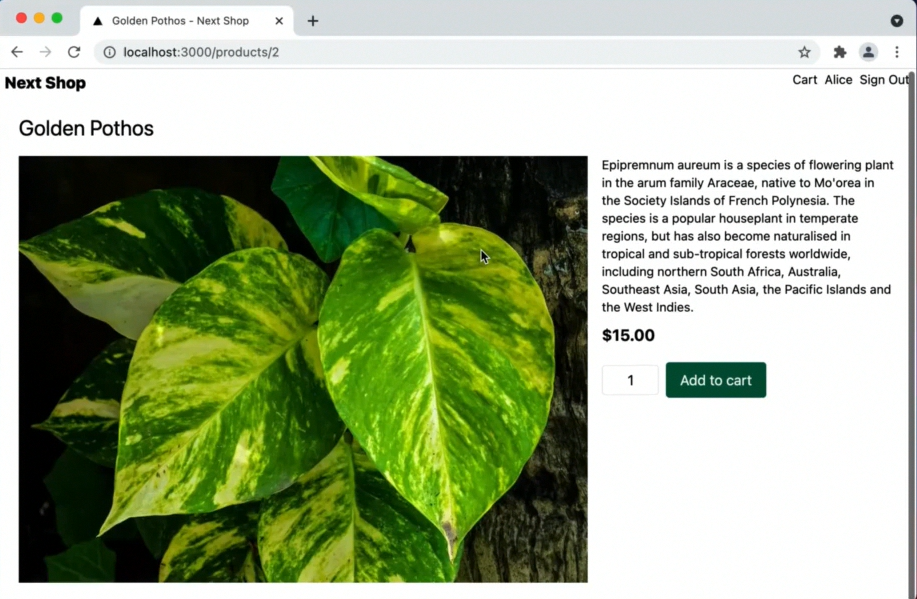 Golden Pothos - Next Shop
localhost:3000/products/2
Next Shop
Cart Alice Sign Out
Golden Pothos
Epipremnum aureum is a species of flowering plant
in the arum family Araceae, native to Mo'orea in
the Society Islands of French Polynesia. The
species is a popular houseplant in temperate
regions, but has also become naturalised in
tropical and sub-tropical forests worldwide,
including northern South Africa, Australia,
Southeast Asia, South Asia, the Pacific Islands and
the West Indies.
$15.00
1
Add to cart